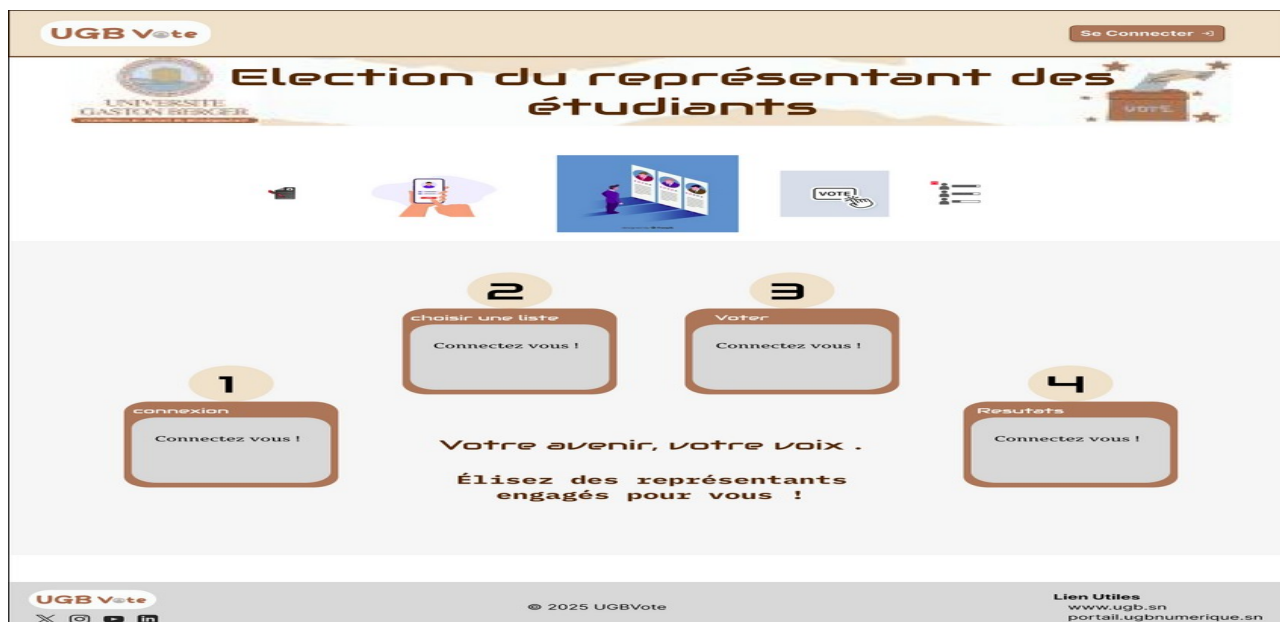 UGB Vote
Se Connecter
Election du représentant des
étudiants
UNIVERSITE
GASTON BERGER
VOTE
VOTE
2
3
choisir une liste
Voter
Connectez vous !
Connectez vous !
1
4
connexion
Resutats
Connectez vous !
Connectez vous !
Votre avenir, votre voix .
Élisez des représentants
engagés pour vous !
UGB Vote
© 2025 UGBVote
Lien Utiles
www.ugb.sn
portail.ugbnumerique.sn